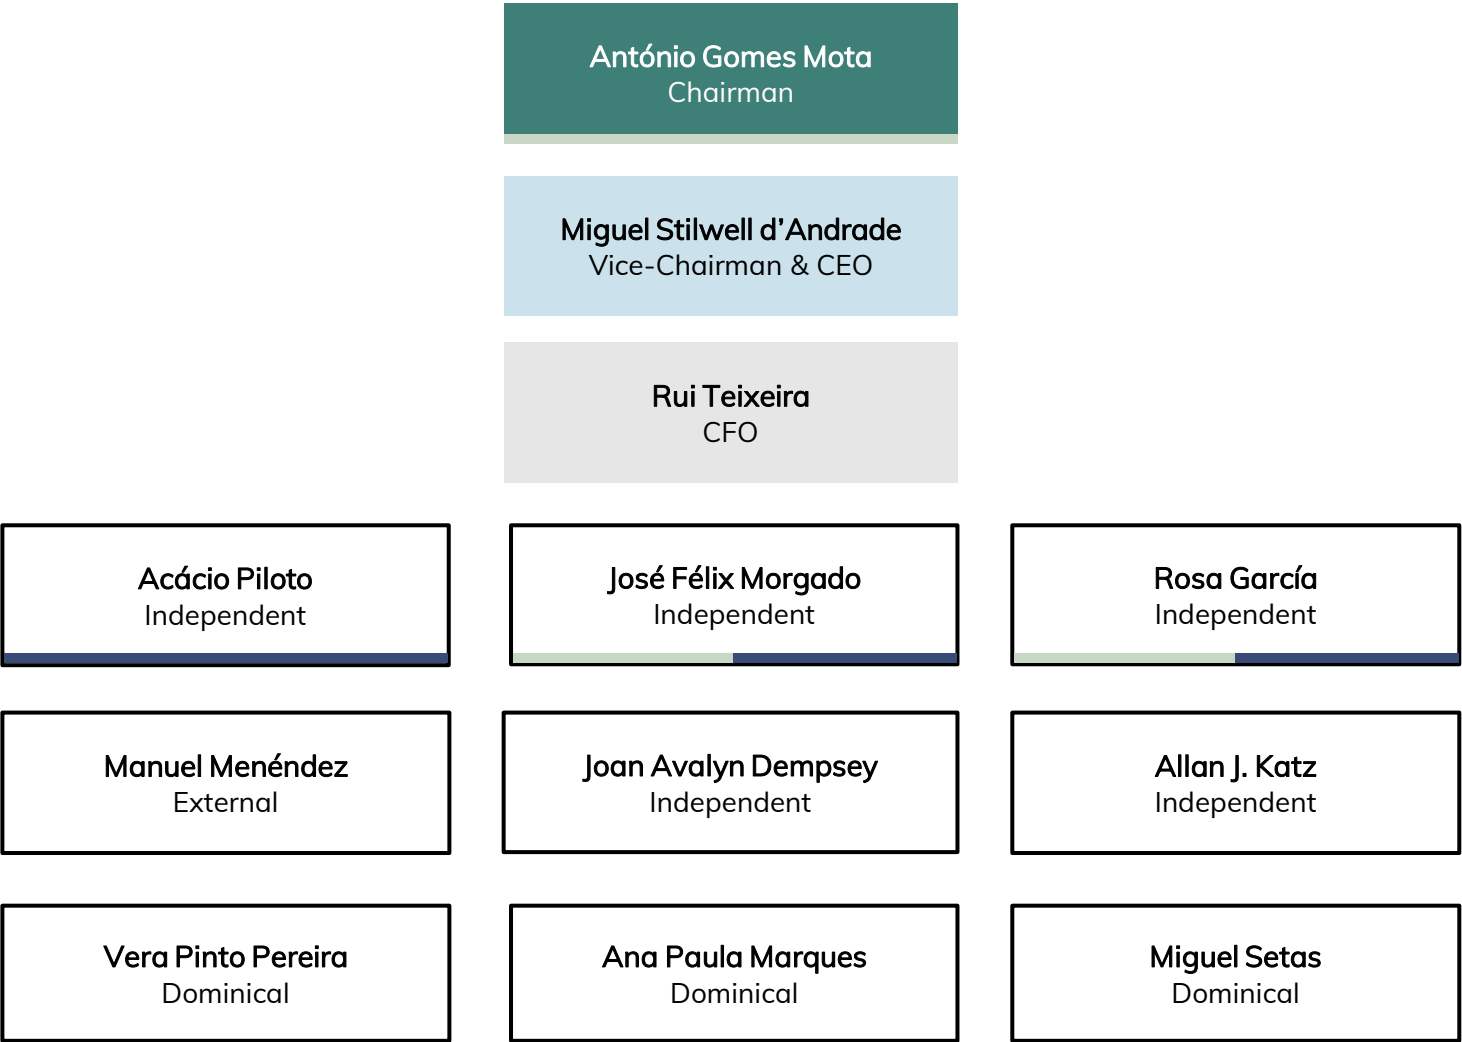 António Gomes Mota
Chairman
Miguel Stilwell d’Andrade
Vice-Chairman & CEO
Rui Teixeira
CFO
Acácio Piloto
Independent
José Félix Morgado
Independent
Rosa García
Independent
Manuel Menéndez
External
Joan Avalyn Dempsey
Independent
Allan J. Katz
Independent
Vera Pinto Pereira
Dominical
Ana Paula Marques
Dominical
Miguel Setas
Dominical